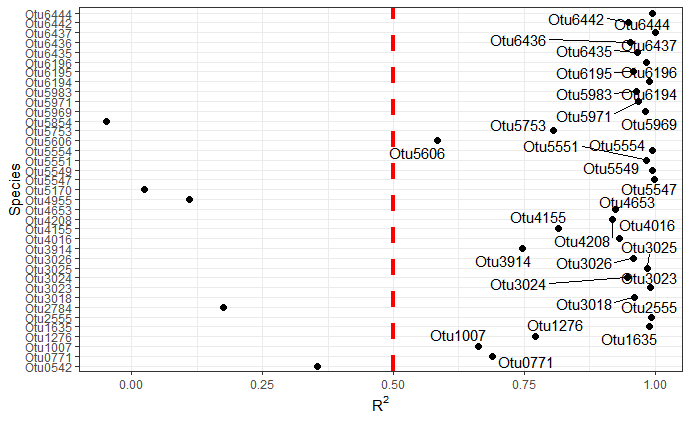 Species
Otu6444
Otu6442
Otu6437
Otu6436
Otu6435
Otu6196
Otu6195
Otu6194
Otu5983
Otu5971
Otu5969
Otu5854
Otu5753
Otu5606
Otu5554
Otu5551
Otu5549
Otu5547
Otu5170
Otu4955
Otu4653
Otu4208
Otu4155
Otu4016
Otu3914
Otu3026
Otu3025
Otu3024
Otu3023
Otu3018
Otu2784
Otu2555
Otu1635
Otu1276
Otu1007
Otu0771
Otu0542
Otu6442
Otu6444
Otu6436
Otu6437
Otu6435
Otu6195
Otu6196
Otu5983
Otu6194
Otu5971
Otu5753
Otu5969
Otu5551
Otu5554
Otu5606
Otu5549
Otu5547
Otu4653
Otu4155
Otu4016
Otu4208
Otu3025
Otu3914
Otu3026
Otu3024
Otu3023
Otu3018
Otu2555
Otu1276
Otu1007
Otu1635
Otu0771
0.00 0.25 0.50 0.75 1.00
R²